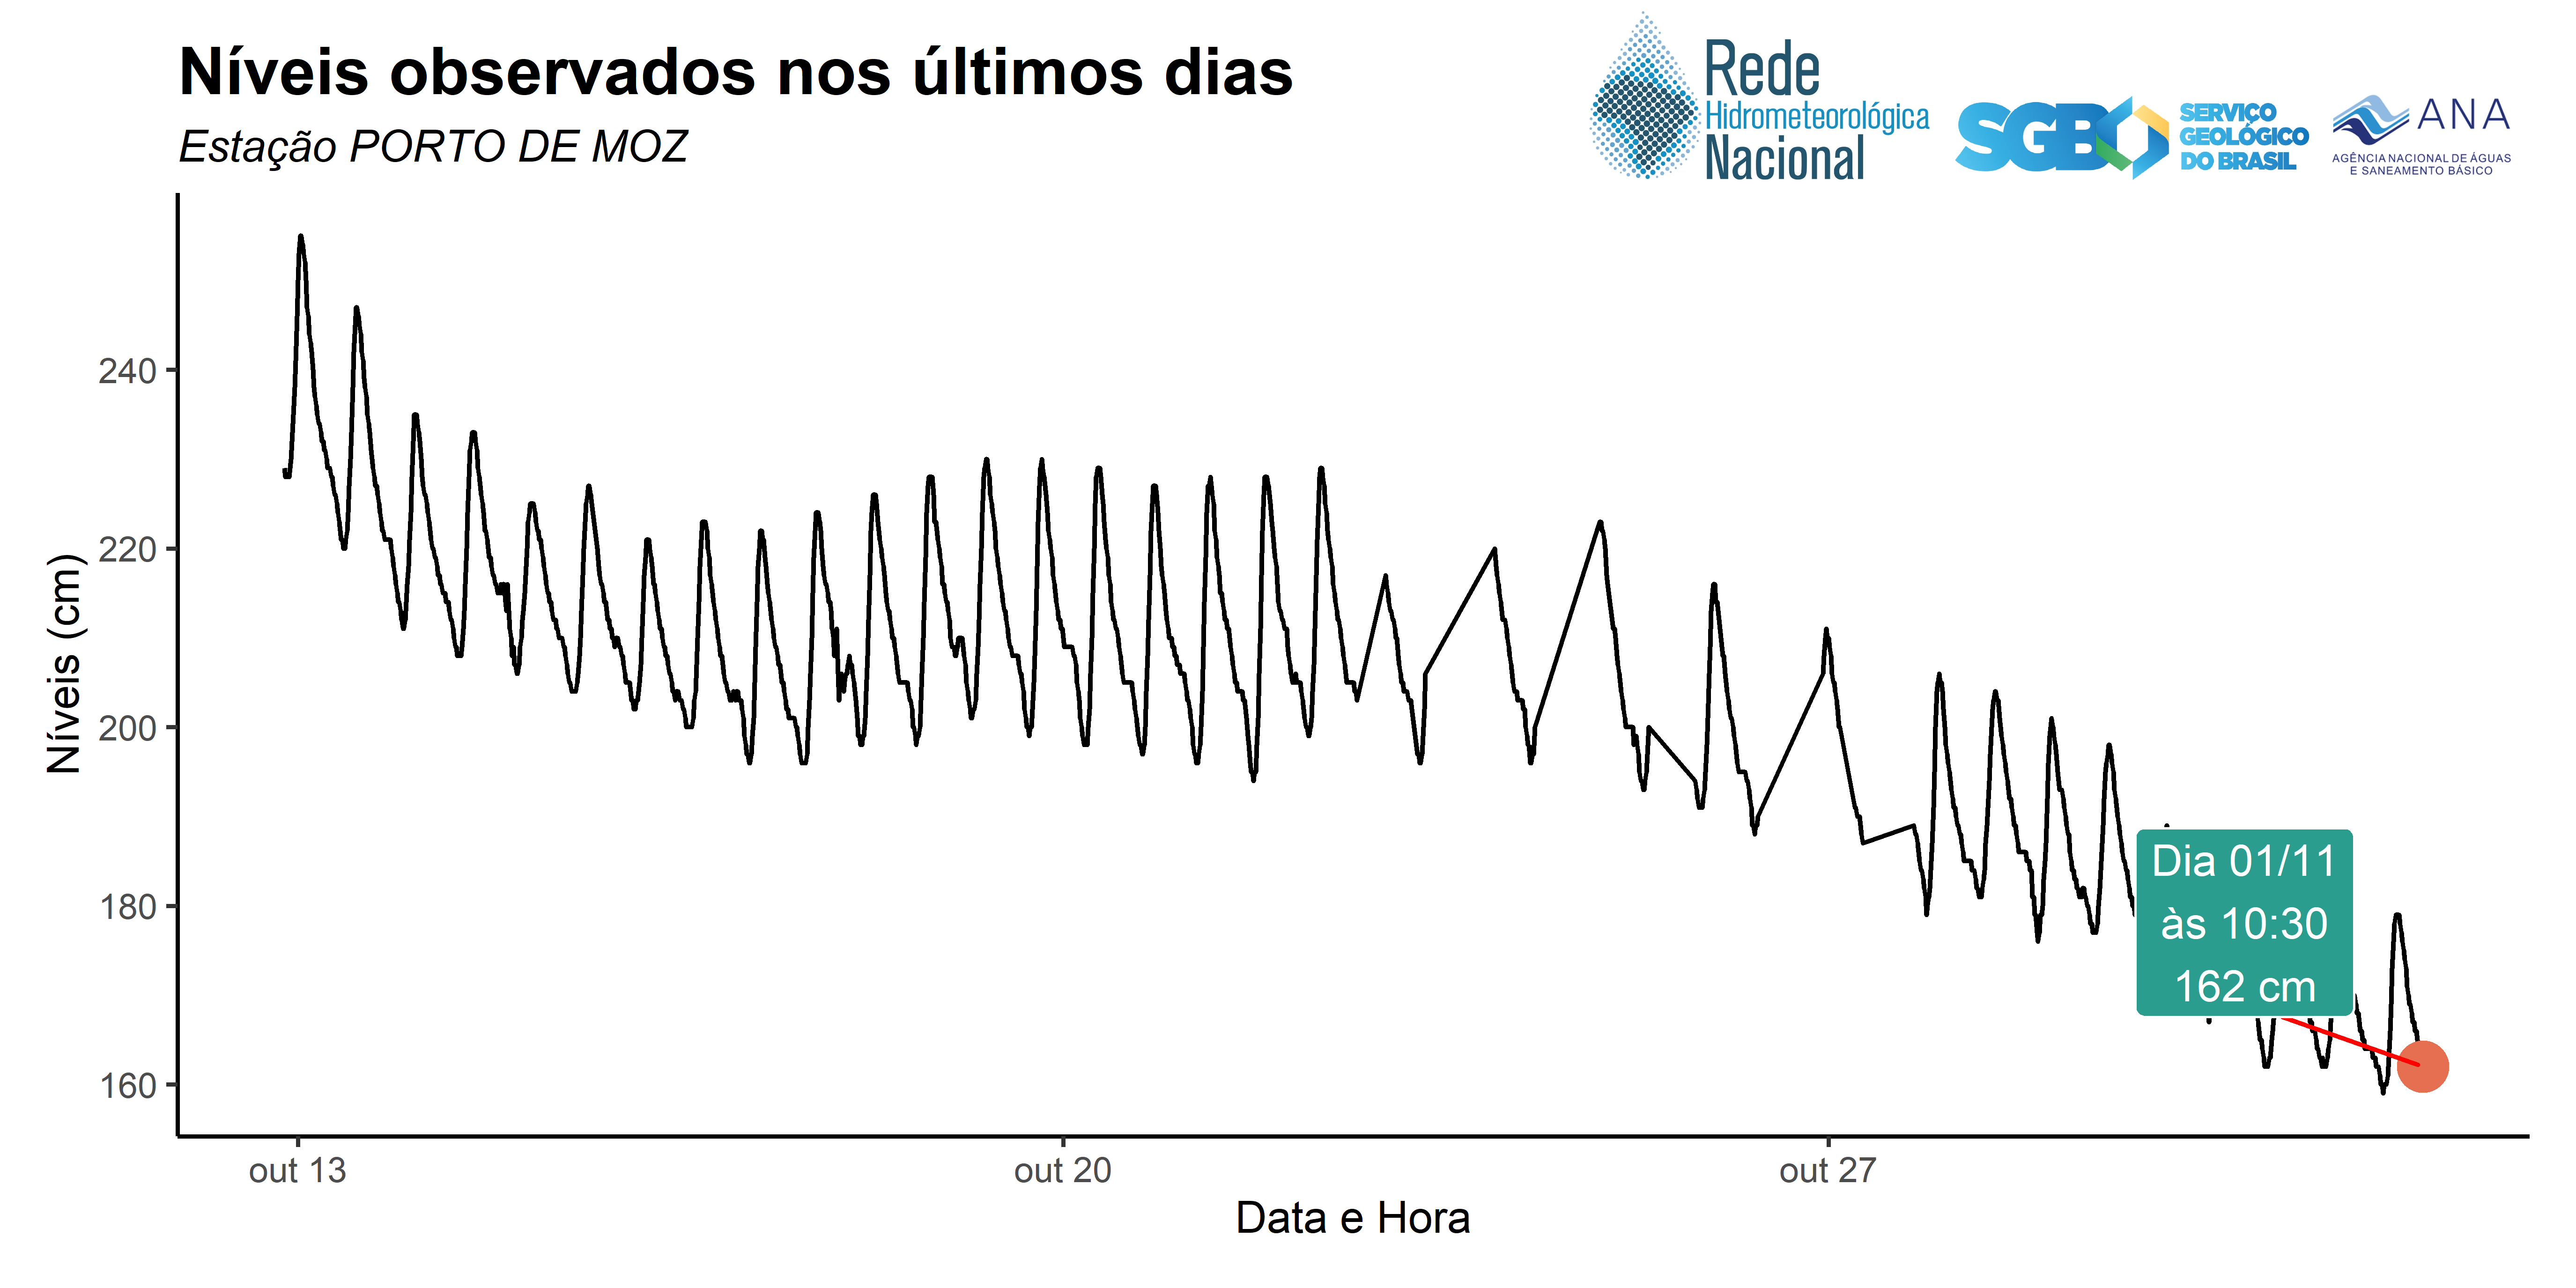 Níveis observados nos últimos dias
Estação PORTO DE MOZ
Rede
Hidrometeorológica
Nacional
SGB
SERVIÇO
GEOLÓGICO
DO BRASIL
ANA
AGÊNCIA NACIONAL DE ÁGUAS
E SANEAMENTO BÁSICO
Níveis (cm)
240
220
200
180
160
Dia 01/11
às 10:30
162 cm
out 13
out 20
out 27
Data e Hora